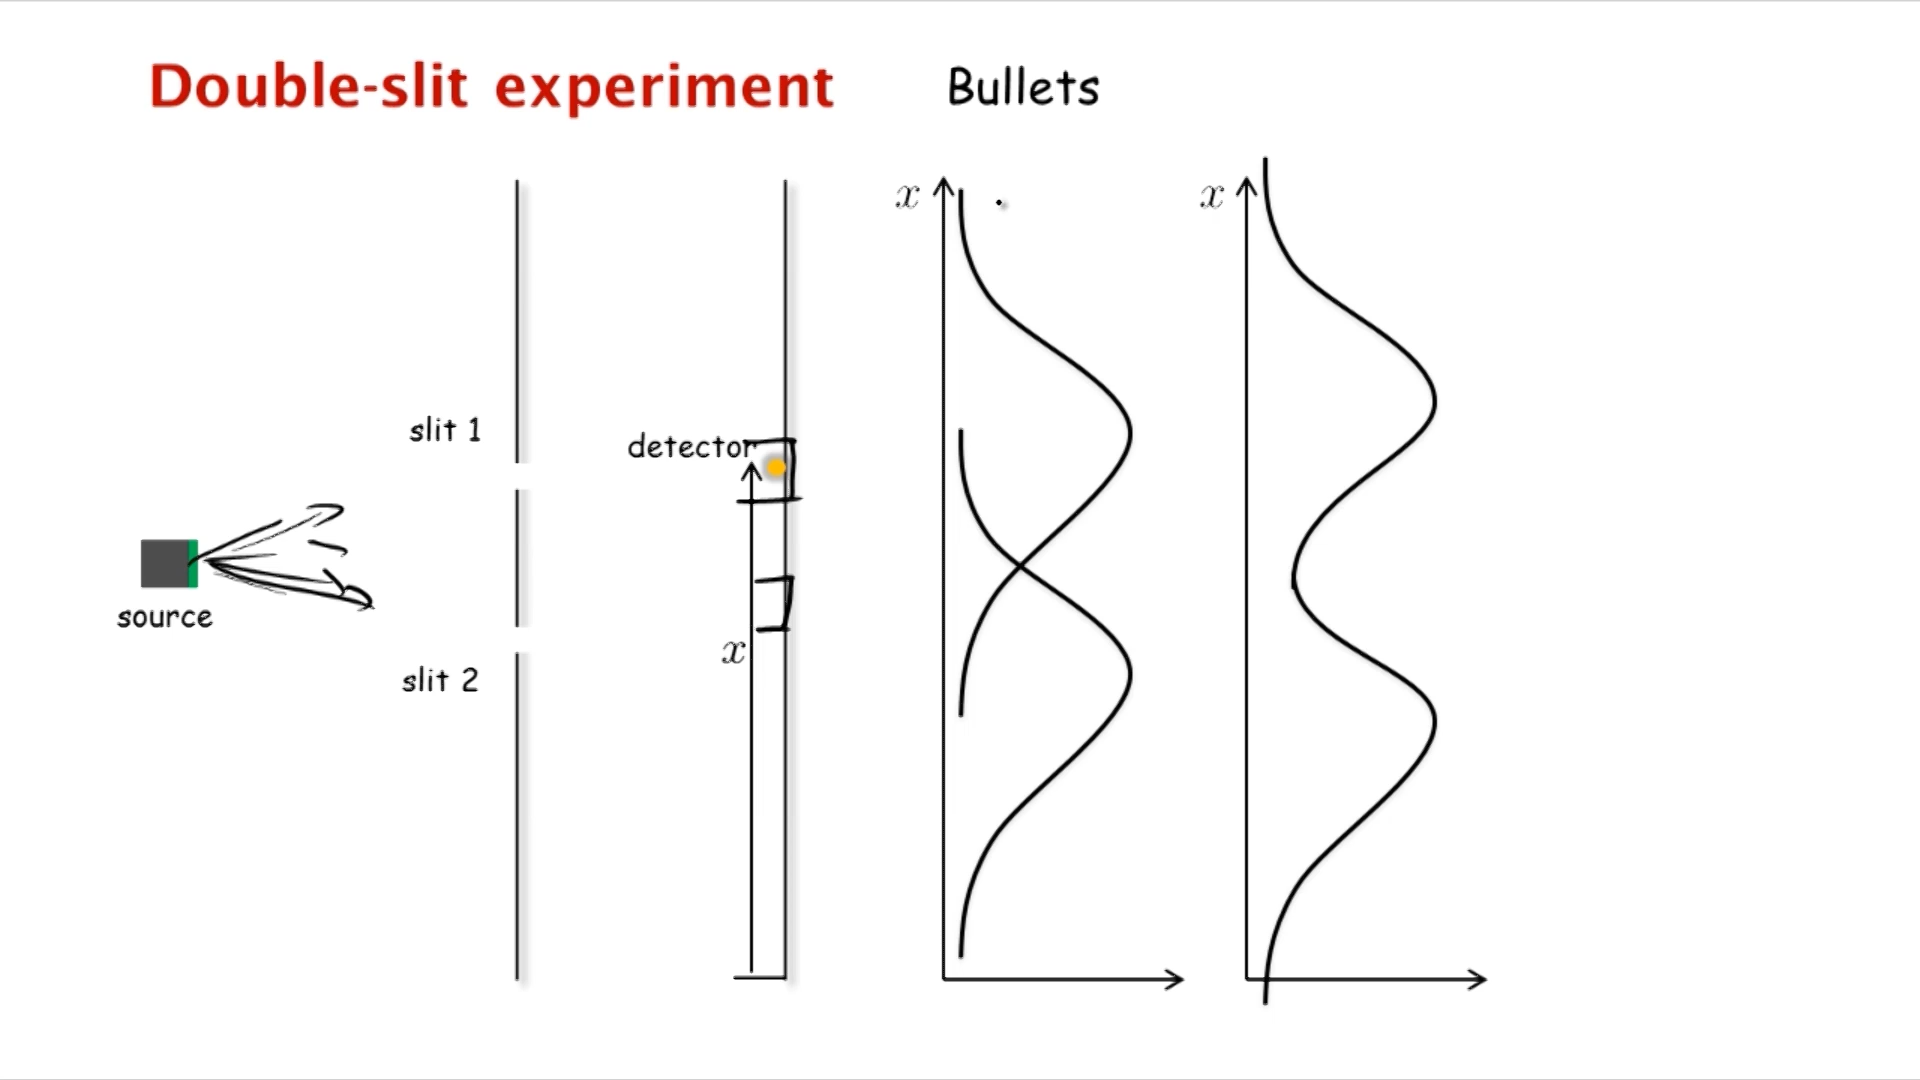 Double-slit experiment
Bullets
x
x
slit 1
detector
source
x
slit 2